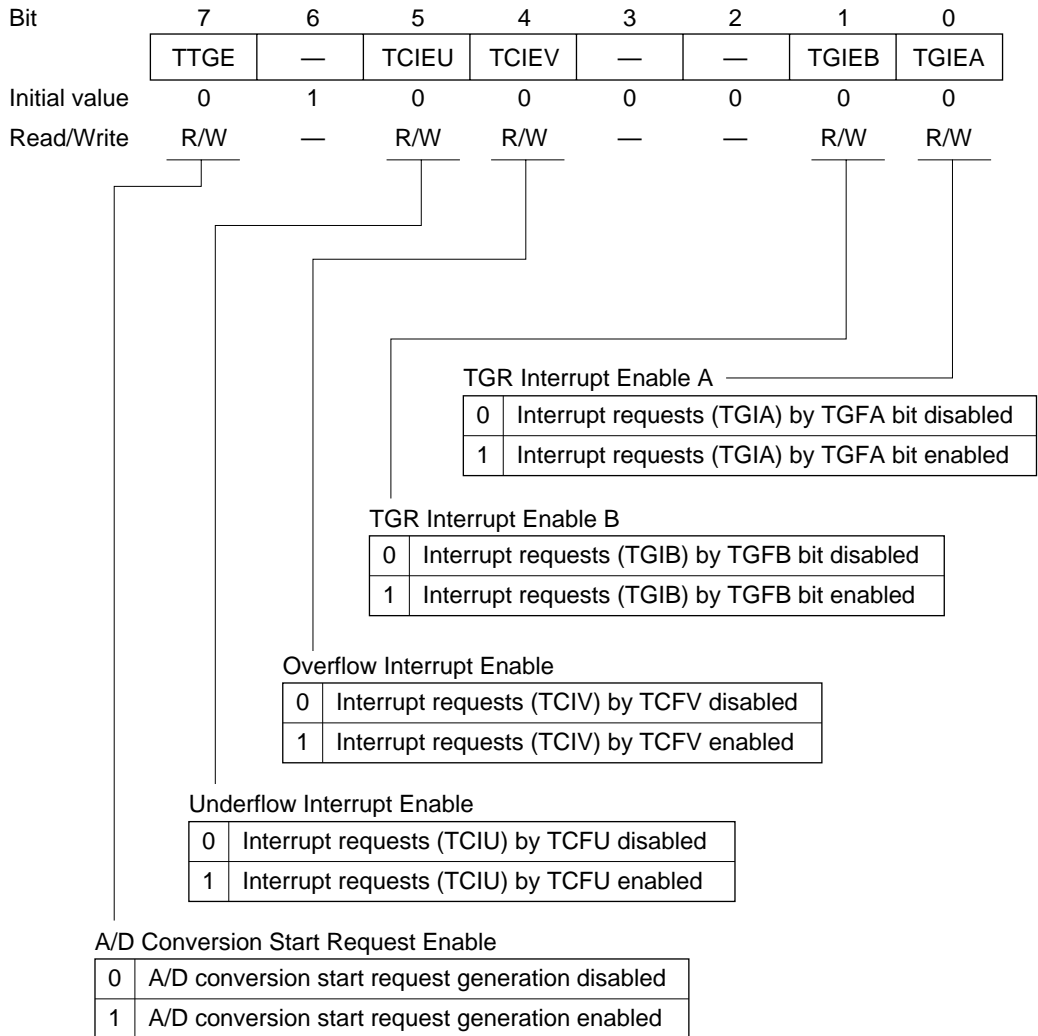 Bit 7 6 5 4 3 2 1 0
TTGE — TCIEU TCIEV — — TGIEB TGIEA
Initial value 0 1 0 0 0 0 0 0
Read/Write R/W — R/W R/W — — R/W R/W
TGR Interrupt Enable A
0 Interrupt requests (TGIA) by TGFA bit disabled
1 Interrupt requests (TGIA) by TGFA bit enabled
TGR Interrupt Enable B
0 Interrupt requests (TGIB) by TGFB bit disabled
1 Interrupt requests (TGIB) by TGFB bit enabled
Overflow Interrupt Enable
0 Interrupt requests (TCIV) by TCFV disabled
1 Interrupt requests (TCIV) by TCFV enabled
Underflow Interrupt Enable
0 Interrupt requests (TCIU) by TCFU disabled
1 Interrupt requests (TCIU) by TCFU enabled
A/D Conversion Start Request Enable
0 A/D conversion start request generation disabled
1 A/D conversion start request generation enabled